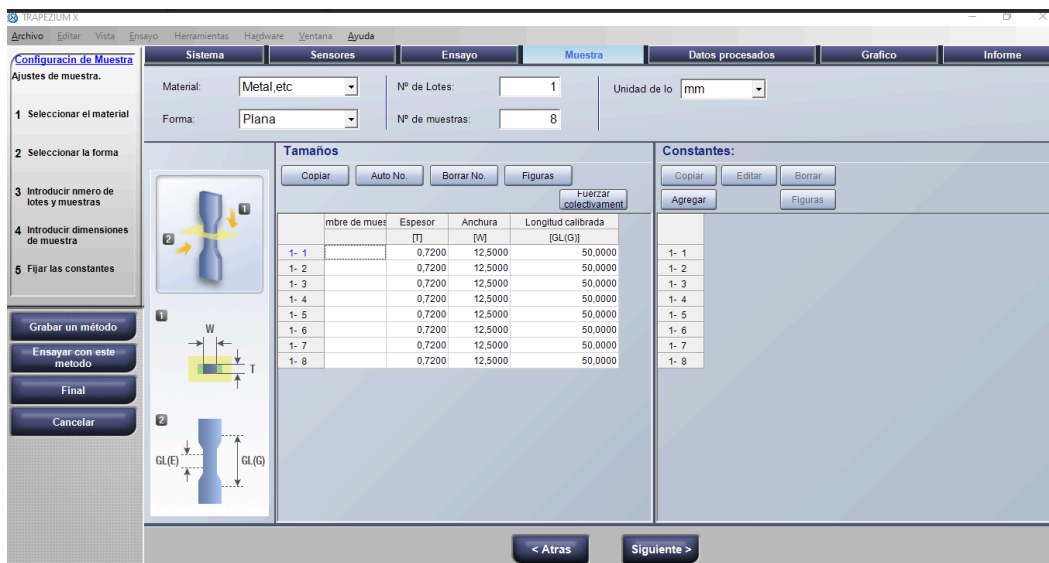 TRAPEZIUM X
Archivo Editar Vista Ensayo Herramientas Hardware Ventana Ayuda
Configuracin de Muestra
Ajustes de muestra.
1 Seleccionar el material
2 Seleccionar la forma
3 Introducir nmero de
lotes y muestras
4 Introducir dimensiones
de muestra
5 Fijar las constantes
Grabar un método
Ensayar con este
metodo
Final
Cancelar
Sistema Sensores Ensayo Muestra Datos procesados Grafico Informe
Material: Metal,etc Nº de Lotes: 1 Unidad de lo mm
Forma: Plana Nº de muestras: 8
1
2
1
W
T
2
GL(E) GL(G)
Tamaños
Copiar Auto No. Borrar No. Figuras
Fuerzar
colectivament
mbre de mues Espesor Anchura Longitud calibrada
[T] [W] [GL(G)]
1- 1 0,7200 12,5000 50,0000
1- 2 0,7200 12,5000 50,0000
1- 3 0,7200 12,5000 50,0000
1- 4 0,7200 12,5000 50,0000
1- 5 0,7200 12,5000 50,0000
1- 6 0,7200 12,5000 50,0000
1- 7 0,7200 12,5000 50,0000
1- 8 0,7200 12,5000 50,0000
Constantes:
Copiar Editar Borrar
Agregar Figuras
1- 1
1- 2
1- 3
1- 4
1- 5
1- 6
1- 7
1- 8
< Atras Siguiente >